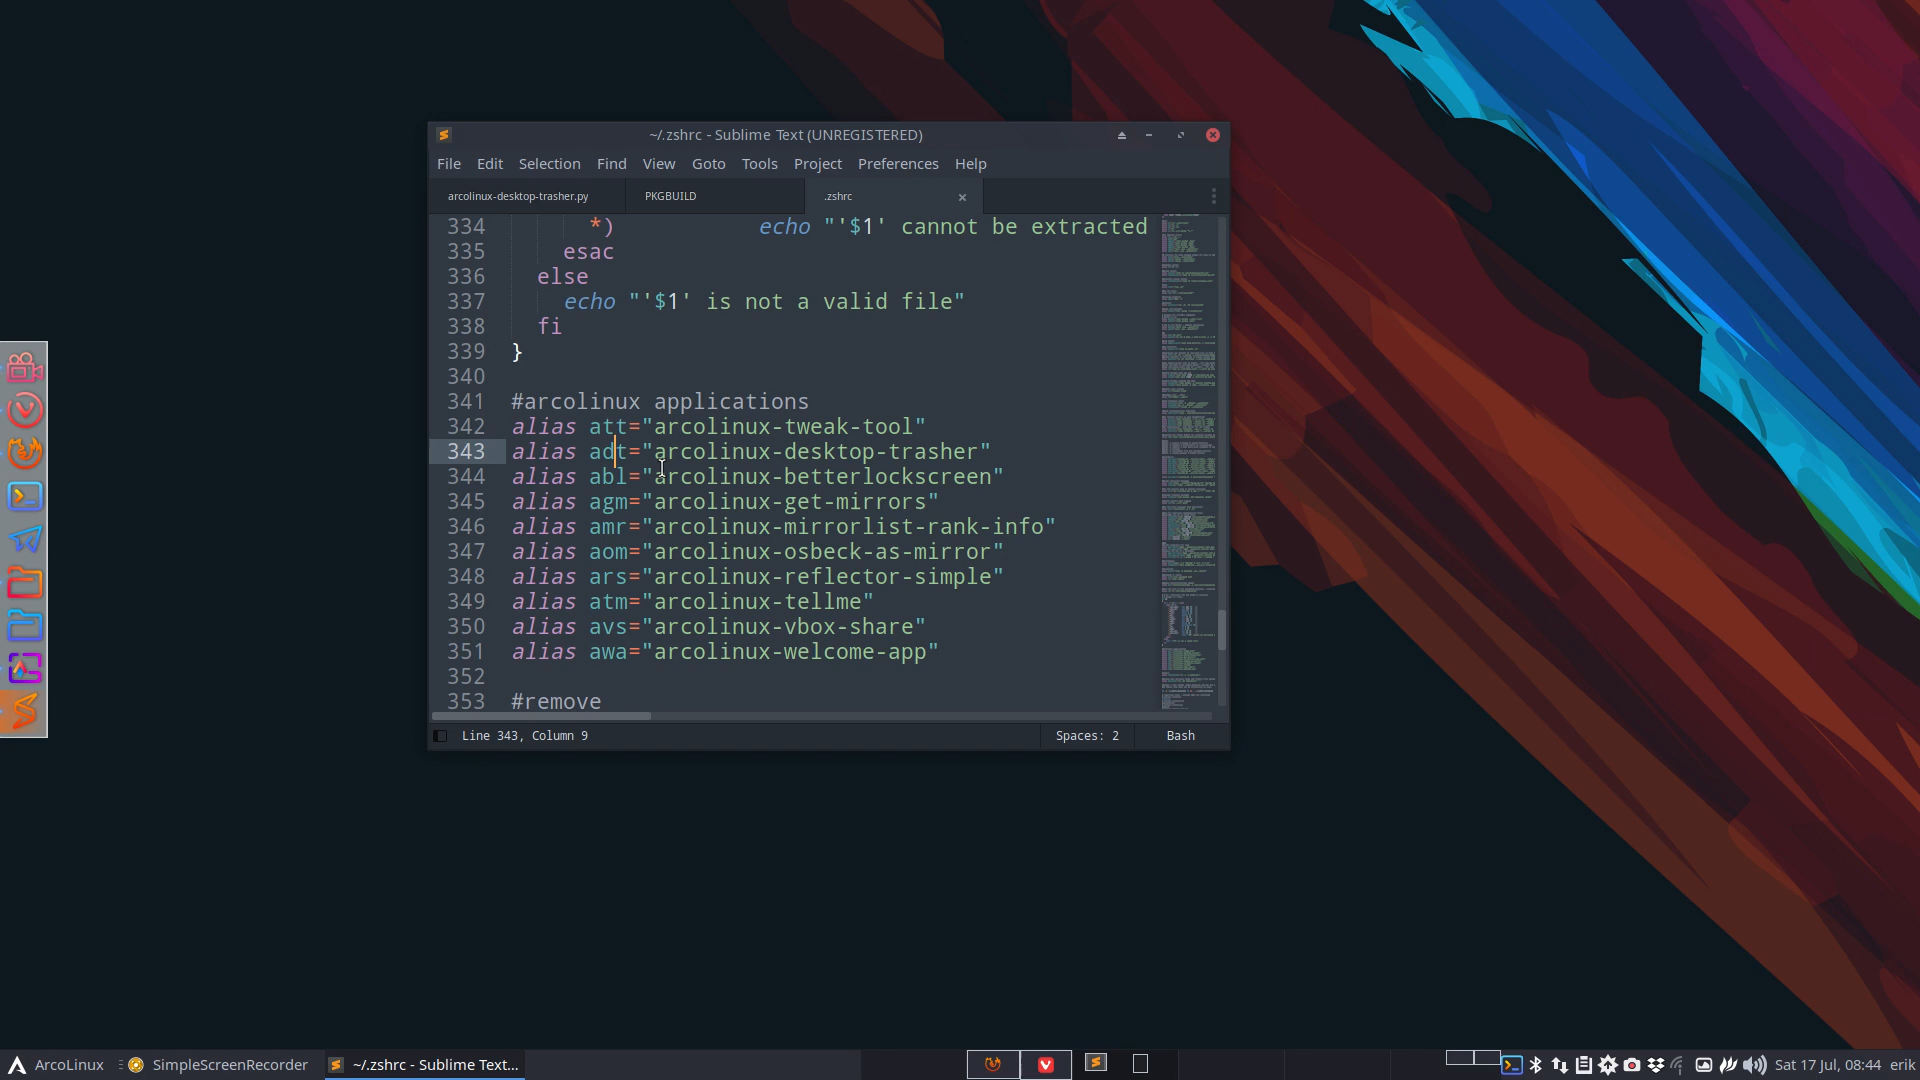 ~/.zshrc - Sublime Text (UNREGISTERED)
File Edit Selection Find View Goto Tools Project Preferences Help
arcolinux-desktop-trasher.py PKGBUILD .zshrc
334 *) echo "'$1' cannot be extracted
335 esac
336 else
337 echo "'$1' is not a valid file"
338 fi
339 }
340
341 #arcolinux applications
342 alias att="arcolinux-tweak-tool"
343 alias adt="arcolinux-desktop-trasher"
344 alias abl="arcolinux-betterlockscreen"
345 alias agm="arcolinux-get-mirrors"
346 alias amr="arcolinux-mirrorlist-rank-info"
347 alias aom="arcolinux-osbeck-as-mirror"
348 alias ars="arcolinux-reflector-simple"
349 alias atm="arcolinux-tellme"
350 alias avs="arcolinux-vbox-share"
351 alias awa="arcolinux-welcome-app"
352
353 #remove
Line 343, Column 9 Spaces: 2 Bash
ArcoLinux SimpleScreenRecorder ~/.zshrc - Sublime Text... Sat 17 Jul, 08:44 erik